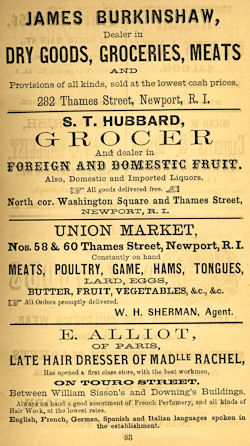 JAMES BURKINSHAW,
Dealer in
DRY GOODS, GROCERIES, MEATS
AND
Provisions of all kinds, sold at the lowest cash prices.
282 Thames Street, Newport, R. I.
S. T. HUBBARD,
GROCER
And dealer in
FOREIGN AND DOMESTIC FRUIT.
Also, Domestic and Imported Liquors.
☞ All goods delivered free. ☜
North cor. Washington Square and Thames Street,
NEWPORT, R. I.
UNION MARKET,
Nos. 58 & 60 Thames Street, Newport, R. I.
Constantly on hand
MEATS, POULTRY, GAME, HAMS, TONGUES,
LARD, EGGS,
BUTTER, FRUIT, VEGETABLES, &c., &c.
☞ All Orders promptly delivered.
W. H. SHERMAN, Agent.
E. AILLIOT,
OF PARIS,
LATE HAIR DRESSER OF MADLLE RACHEL,
Has opened a first class store, with the best workmen,
ON TOURO STREET,
Between William Sisson's and Downing's Buildings.
Always on hand a good assortment of French Perfumery, and all kinds of
Hair Work, at the lowest rates.
English, French, German, Spanish and Italian languages spoken in
the establishment.
53